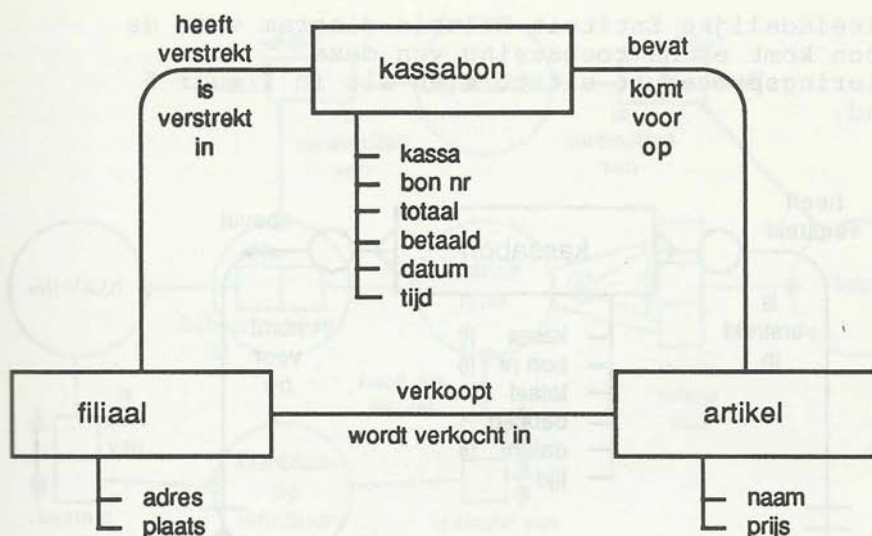 heeft
verstrekt
is
verstrekt
in
kassabon
bevat
komt
voor
op
kassa
bon nr
totaal
betaald
datum
tijd
filiaal
verkoopt
wordt verkocht in
artikel
adres
plaats
naam
prijs